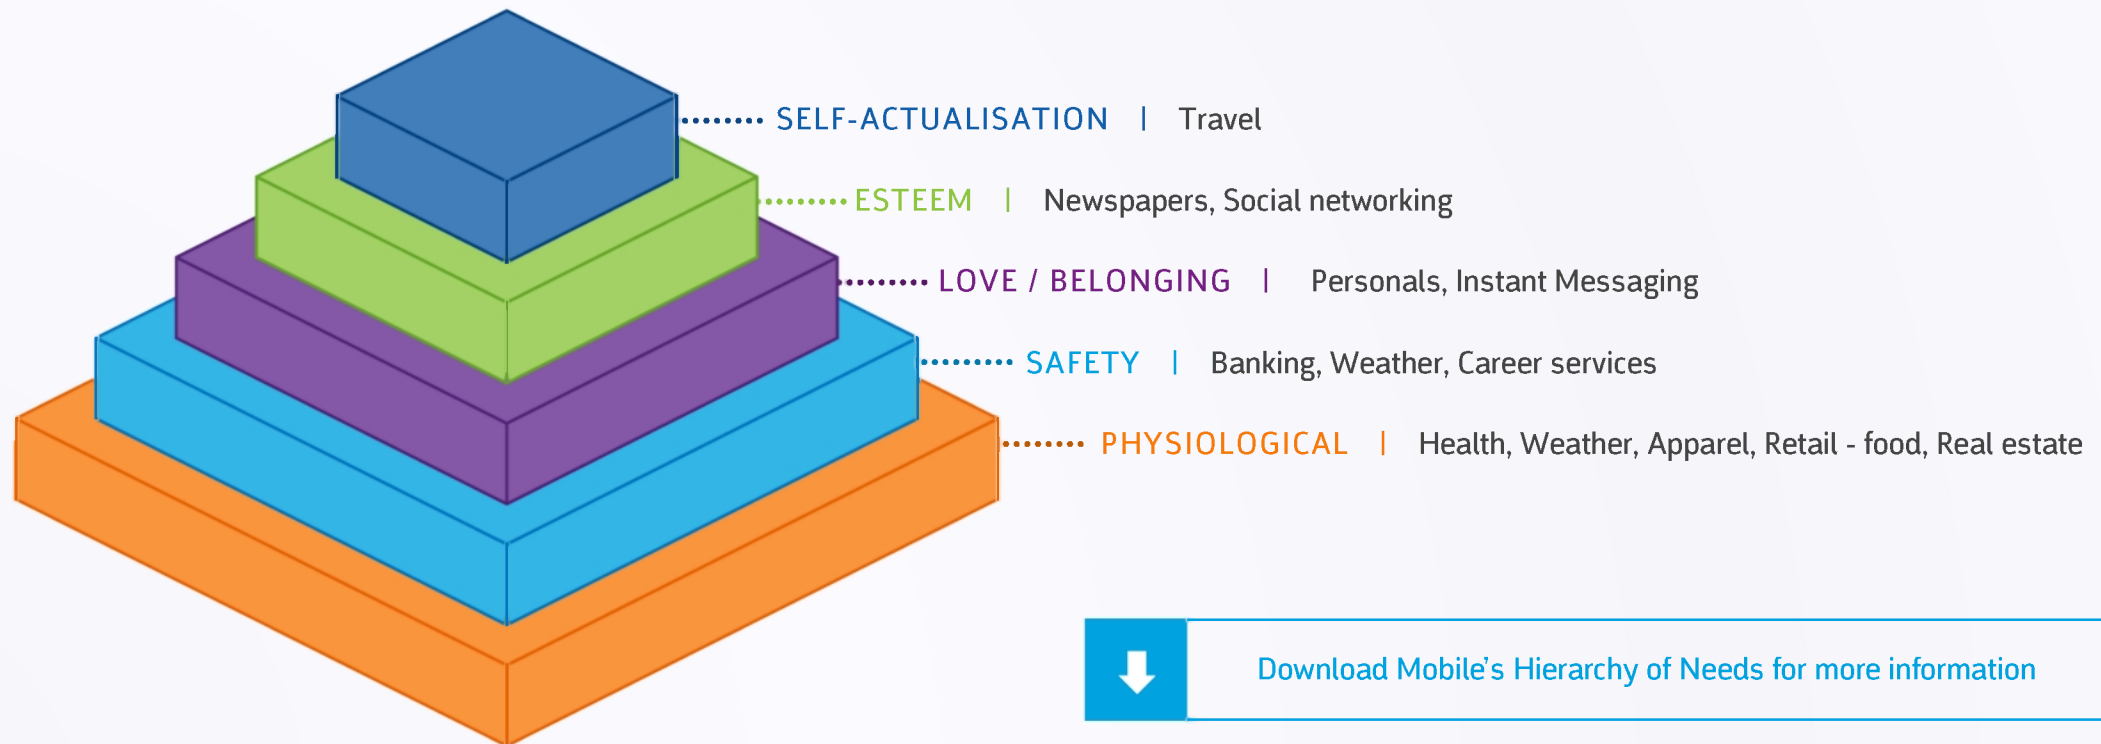 SELF-ACTUALISATION | Travel
ESTEEM | Newspapers, Social networking
LOVE / BELONGING | Personals, Instant Messaging
SAFETY | Banking, Weather, Career services
PHYSIOLOGICAL | Health, Weather, Apparel, Retail - food, Real estate
Download Mobile’s Hierarchy of Needs for more information